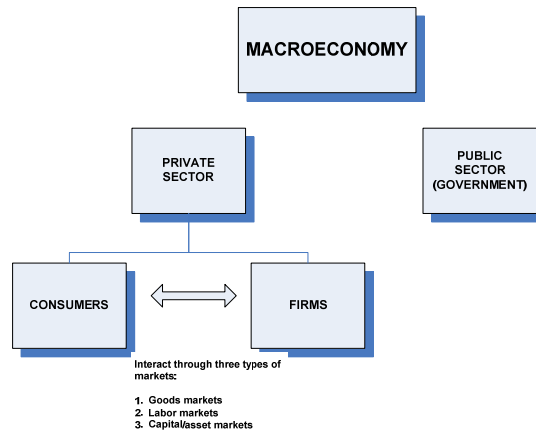 MACROECONOMY
PRIVATE
SECTOR
PUBLIC
SECTOR
(GOVERNMENT)
CONSUMERS
FIRMS
Interact through three types of
markets:
1. Goods markets
2. Labor markets
3. Capital/asset markets